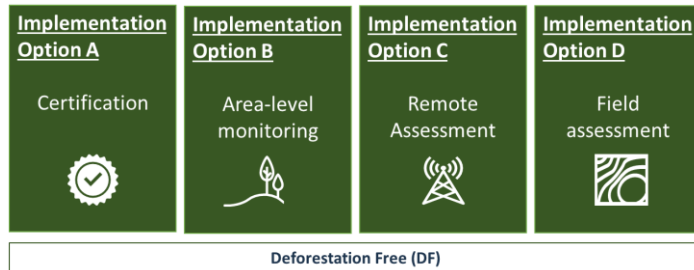 Implementation
Option A
Certification
Implementation
Option B
Area-level
monitoring
Implementation
Option C
Remote
Assessment
Implementation
Option D
Field
assessment
Deforestation Free (DF)